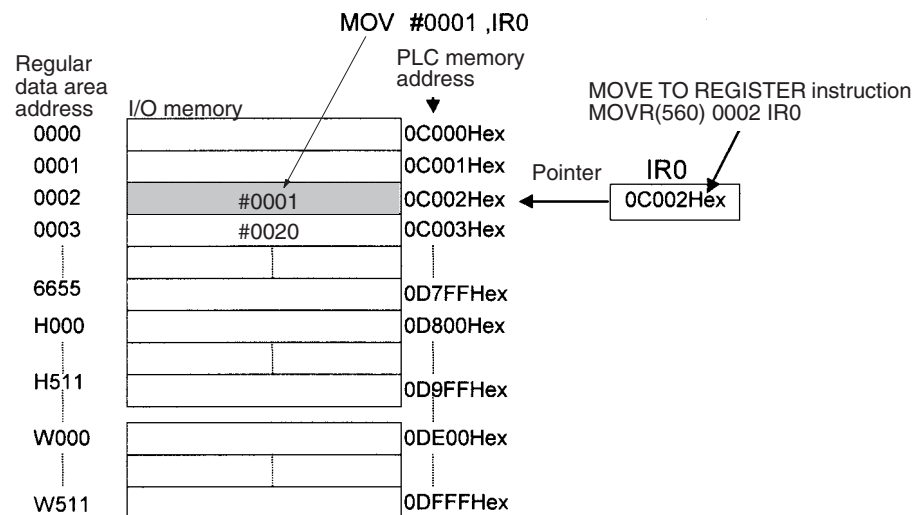 MOV #0001 ,IR0
Regular
data area
address
I/O memory
PLC memory
address
MOVE TO REGISTER instruction
MOVR(560) 0002 IR0
0000
0C000Hex
0001
0C001Hex
Pointer
IR0
0002
#0001
0C002Hex
0C002Hex
0003
#0020
0C003Hex
6655
0D7FFHex
H000
0D800Hex
H511
0D9FFHex
W000
0DE00Hex
W511
0DFFFHex